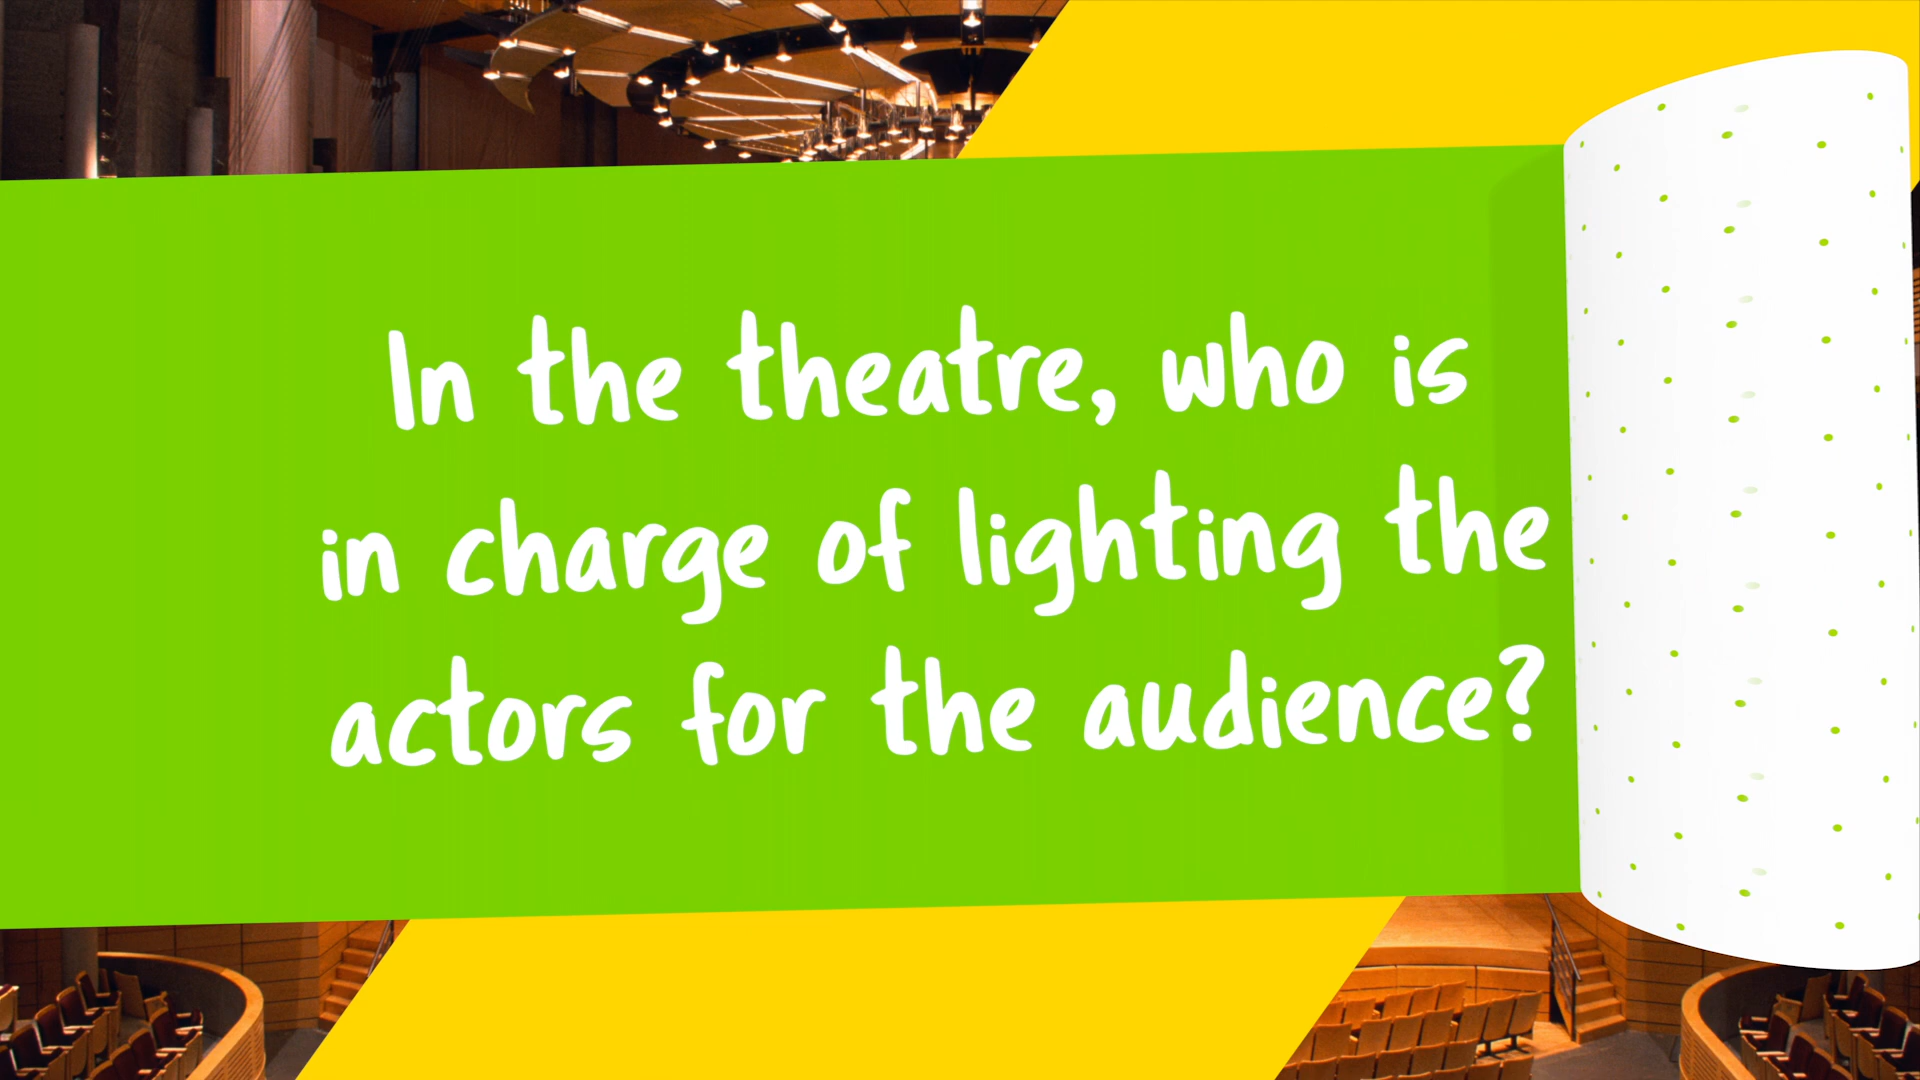 In the theatre, who is
in charge of lighting the
actors for the audience?